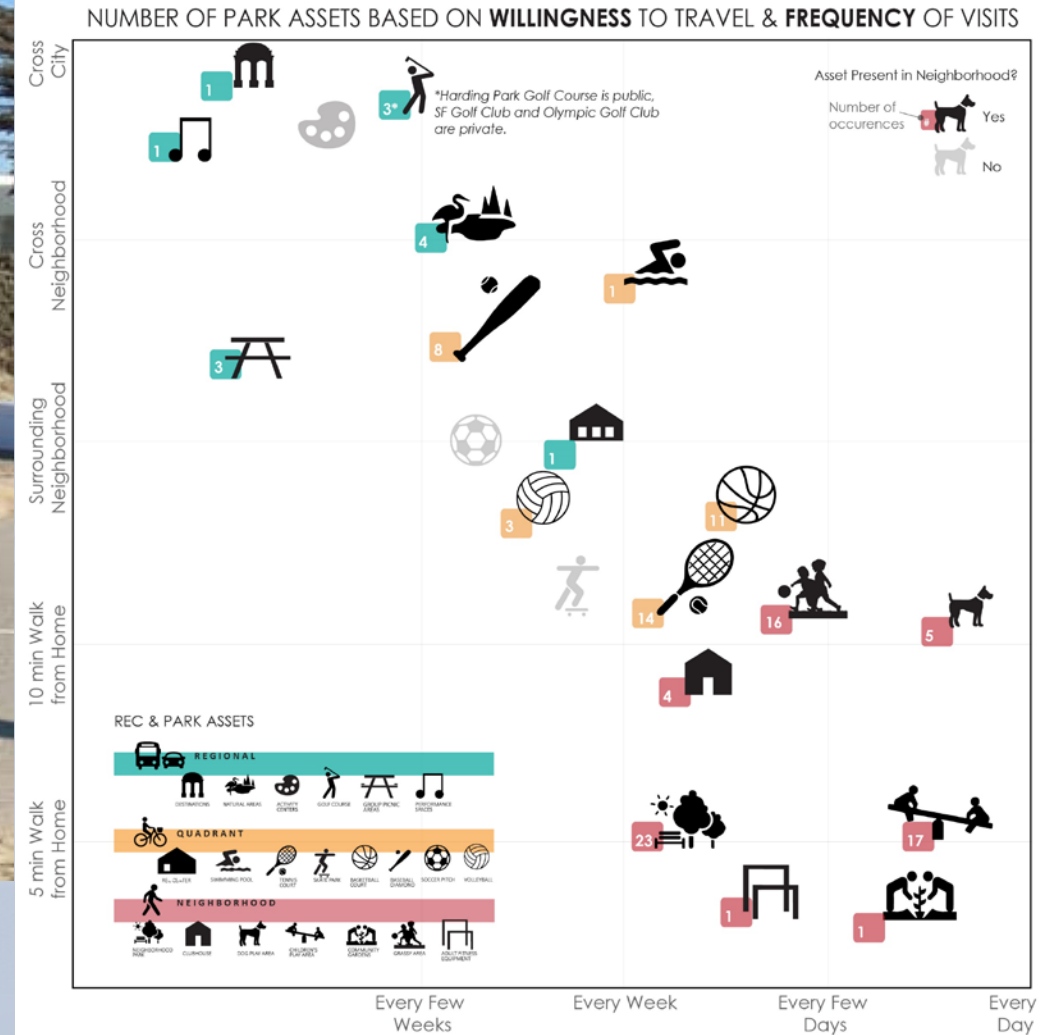 NUMBER OF PARK ASSETS BASED ON WILLINGNESS TO TRAVEL & FREQUENCY OF VISITS
Cross
City
Cross
Neighborhood
Surrounding
Neighborhood
10 min Walk
from Home
5 min Walk
from Home
Asset Present in Neighborhood?
Number of
occurences
#
Yes
No
1
3*
*Harding Park Golf Course is public,
SF Golf Club and Olympic Golf Club
are private.
1
4
1
8
3
1
3
11
14
16
5
4
23
17
1
1
REC & PARK ASSETS
REGIONAL
DESTINATIONS
NATURAL AREAS
ACTIVITY
CENTERS
GOLF COURSE
GROUP PICNIC
AREAS
PERFORMANCE
SPACES
QUADRANT
REC CENTER
SWIMMING POOL
TENNIS
COURT
SKATE PARK
BASKETBALL
COURT
BASEBALL
DIAMOND
SOCCER PITCH
VOLLEYBALL
NEIGHBORHOOD
NEIGHBORHOOD
PARK
CLUBHOUSE
DOG PLAY AREA
CHILDREN'S
PLAY AREA
COMMUNITY
GARDENS
GRASSY AREA
ADULT FITNESS
EQUIPMENT
Every Few
Weeks
Every Week
Every Few
Days
Every
Day